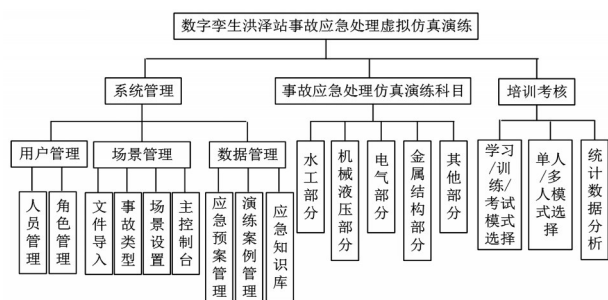 数字孪生洪泽站事故应急处理虚拟仿真演练
系统管理
事故应急处理仿真演练科目
培训考核
用户管理
场景管理
数据管理
人员管理
角色管理
文件导入
事故类型
场景设置
主控制台
应急预案管理
演练案例管理
应急知识库
水工部分
机械液压部分
电气部分
金属结构部分
其他部分
学习/训练/考试模式选择
单人/多人模式选择
统计数据分析